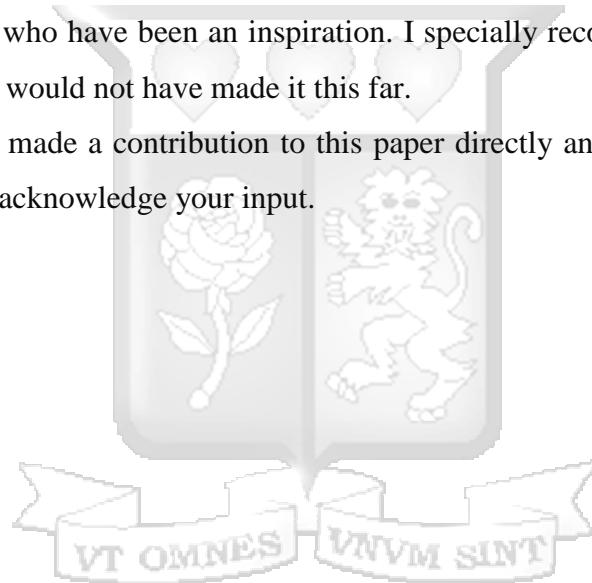 who have been an inspiration. I specially reco
would not have made it this far.
made a contribution to this paper directly an
acknowledge your input.
VT OMNES VNVM SINT